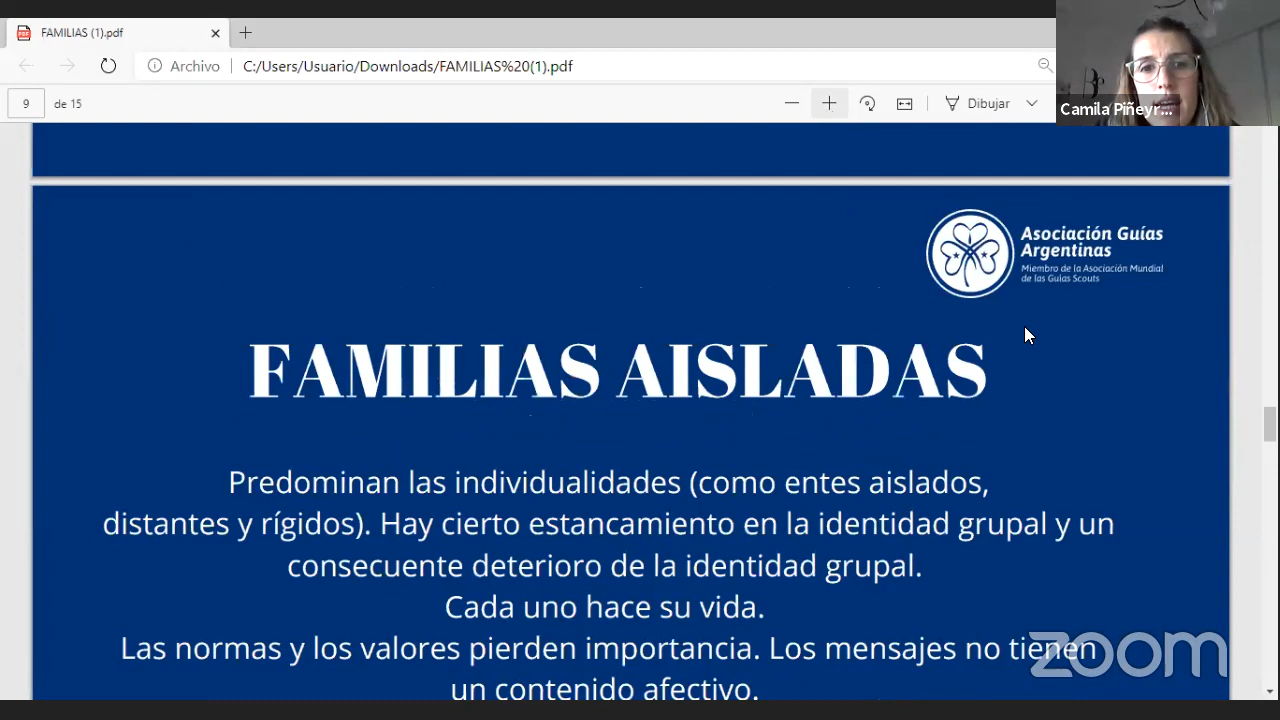 FAMILIAS (1).pdf
Archivo
C:/Users/Usuario/Downloads/FAMILIAS%20(1).pdf
9 de 15
Dibujar
Camila Piñeyr...
Asociación Guías
Argentinas
Miembro de la Asociación Mundial
de las Guías Scouts
FAMILIAS AISLADAS
Predominan las individualidades (como entes aislados,
distantes y rígidos). Hay cierto estancamiento en la identidad grupal y un
consecuente deterioro de la identidad grupal.
Cada uno hace su vida.
Las normas y los valores pierden importancia. Los mensajes no tienen
un contenido afectivo.
zoom